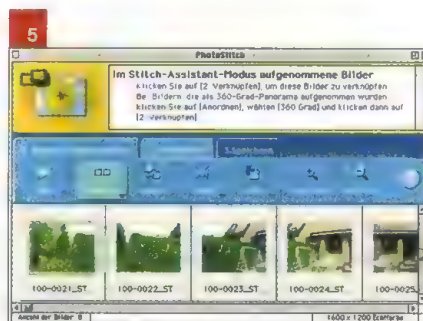 5
PhotoStitch
Im Stitch-Assistant-Modus aufgenommene Bilder
Klicken Sie auf [2 Verknüpfen], um diese Bilder zu verknüpfen
Bei Bildern die als 360-Grad-Panorama aufgenommen wurden
klicken Sie auf [Anordnen], wählen [360 Grad] und klicken dann auf
[2 Verknüpfen]
100-0021_ST
100-0022_ST
100-0023_ST
100-0024_ST
100-0025
Anzahl der Bilder 8
1600 x 1200 Echtfarbe